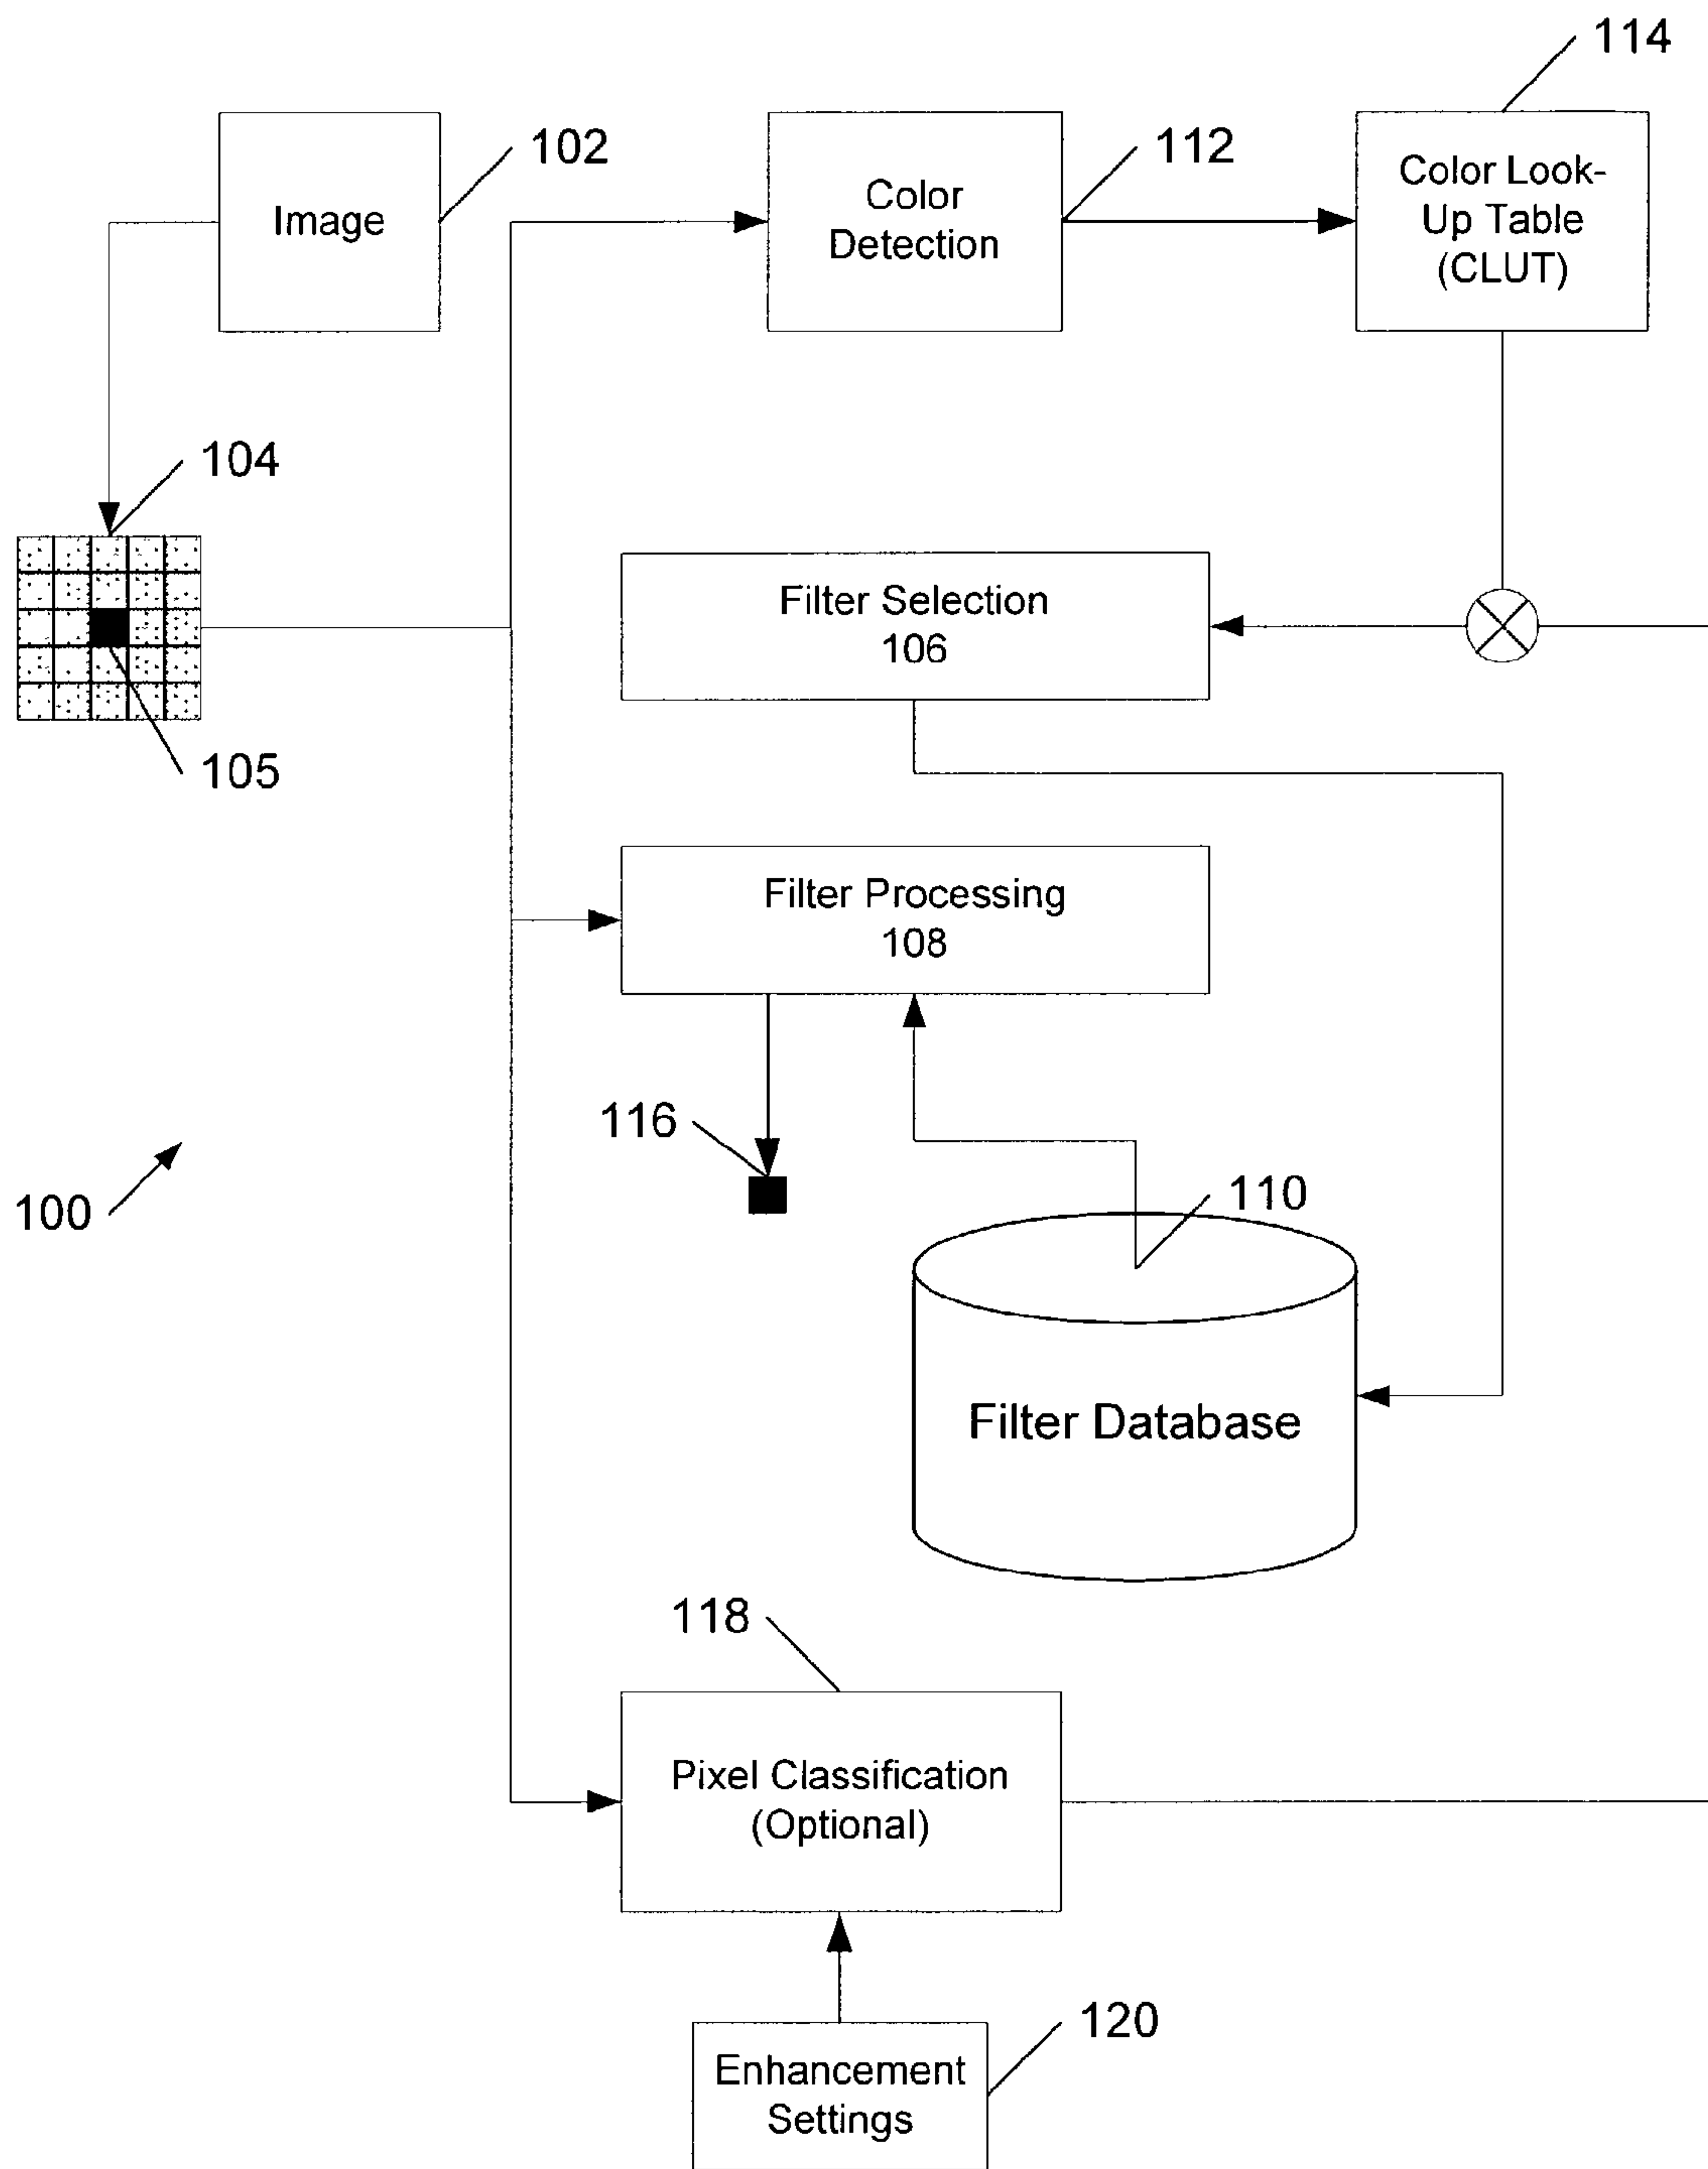 114
102
112
Image
Color
Detection
Color Look-
Up Table
(CLUT)
104
Filter Selection
106
105
Filter Processing
108
116
110
100
Filter Database
118
Pixel Classification
(Optional)
120
Enhancement
Settings